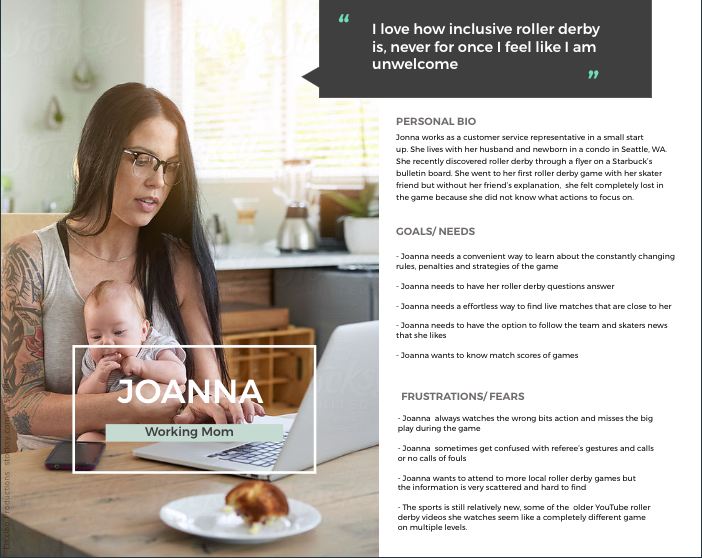 “
I love how inclusive roller derby
is, never for once I feel like I am
unwelcome
”
PERSONAL BIO
Jonna works as a customer service representative in a small start
up. She lives with her husband and newborn in a condo in Seattle, WA.
She recently discovered roller derby through a flyer on a Starbuck's
bulletin board. She went to her first roller derby game with her skater
friend but without her friend's explanation, she felt completely lost in
the game because she did not know what actions to focus on.
GOALS/ NEEDS
- Joanna needs a convenient way to learn about the constantly changing
rules, penalties and strategies of the game
- Joanna needs to have her roller derby questions answer
- Joanna needs a effortless way to find live matches that are close to her
- Joanna needs to have the option to follow the team and skaters news
that she likes
- Joanna wants to know match scores of games
FRUSTRATIONS/ FEARS
- Joanna always watches the wrong bits action and misses the big
play during the game
- Joanna sometimes get confused with referee's gestures and calls
or no calls of fouls
- Joanna wants to attend to more local roller derby games but
the information is very scattered and hard to find
- The sports is still relatively new, some of the older YouTube roller
derby videos she watches seem like a completely different game
on multiple levels.
JOANNA
Working Mom